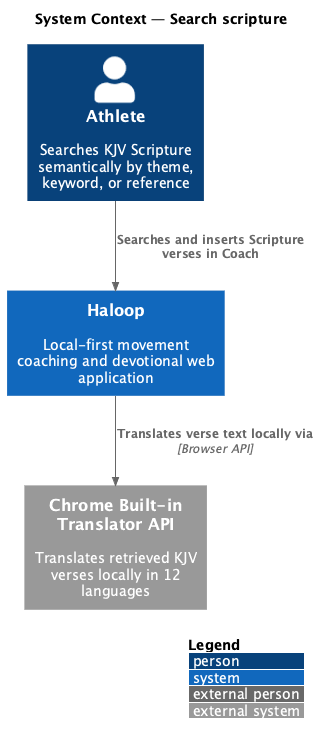 System Context — Search scripture
Athlete
Searches KJV Scripture
semantically by theme,
keyword, or reference
Searches and inserts Scripture
verses in Coach
Haloop
Local-first movement
coaching and devotional web
application
Translates verse text locally via
[Browser API]
Chrome Built-in
Translator API
Translates retrieved KJV
verses locally in 12
languages
Legend
person
system
external person
external system